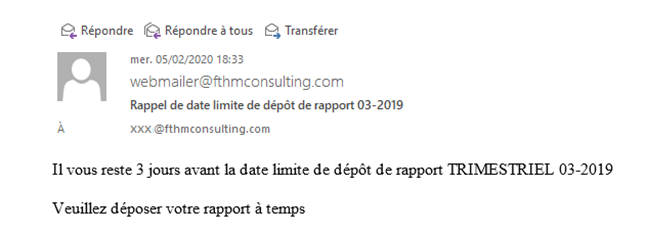 Répondre Répondre à tous Transférer
mer. 05/02/2020 18:33
webmailer@fthmconsulting.com
Rappel de date limite de dépôt de rapport 03-2019
À xxx @fthmconsulting.com
Il vous reste 3 jours avant la date limite de dépôt de rapport TRIMESTRIEL 03-2019
Veuillez déposer votre rapport à temps